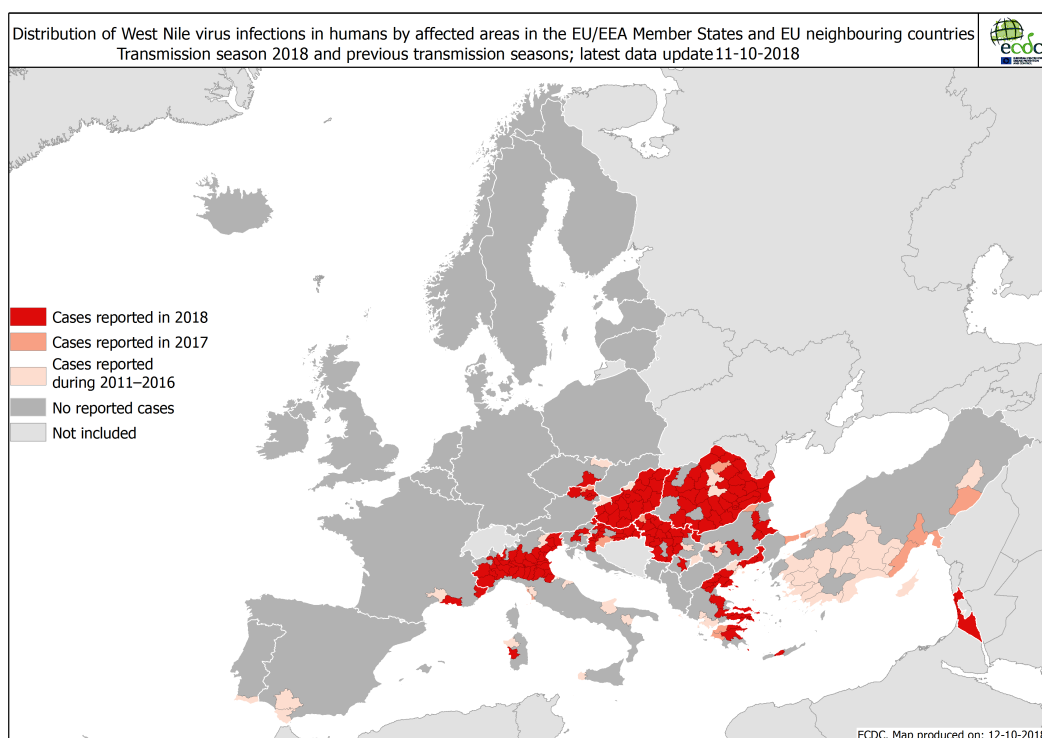 Distribution of West Nile virus infections in humans by affected areas in the EU/EEA Member States and EU neighbouring countries
Transmission season 2018 and previous transmission seasons; latest data update 11-10-2018
ecdc
Cases reported in 2018
Cases reported in 2017
Cases reported
during 2011–2016
No reported cases
Not included
ECDC. Map produced on: 12-10-2018